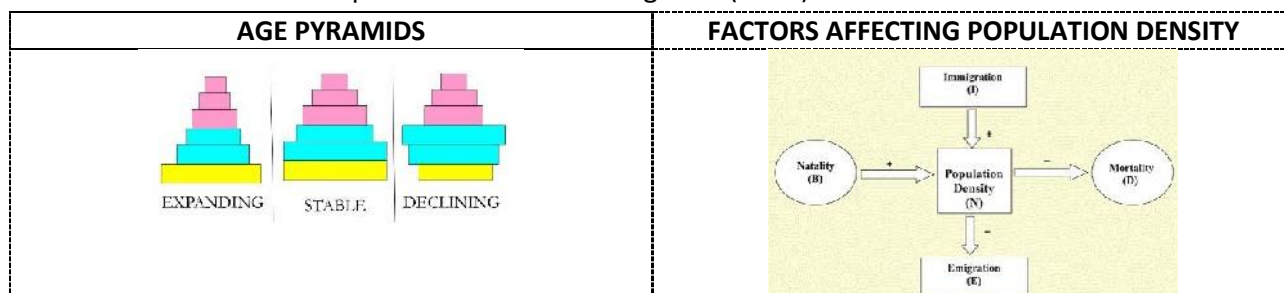 AGE PYRAMIDS
FACTORS AFFECTING POPULATION DENSITY
EXPANDING
STABLE
DECLINING
Immigration
(I)
+
Natality
(B)
+
Population
Density
(N)
–
Mortality
(D)
–
Emigration
(E)